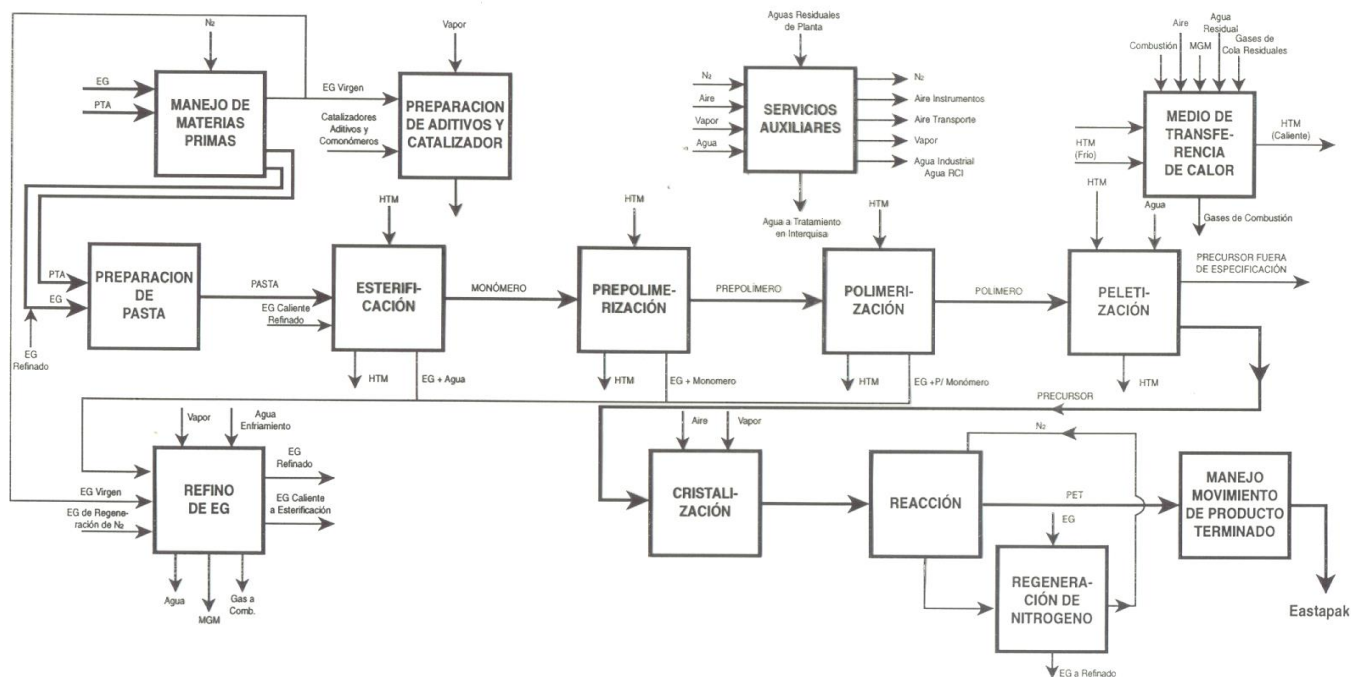 N₂
EG
PTA
MANEJO DE
MATERIAS
PRIMAS
EG Virgen
Vapor
Catalizadores
Aditivos y
Comonómeros
PREPARACION
DE ADITIVOS Y
CATALIZADOR
Aguas Residuales
de Planta
N₂
Aire
Vapor
Agua
SERVICIOS
AUXILIARES
N₂
Aire Instrumentos
Aire Transporte
Vapor
Agua Industrial
Agua RCI
Agua a Tratamiento
en Interquisa
Combustión
Aire
MGM
Agua
Residual
Gases de
Cola Residuales
HTM
(Frío)
MEDIO DE
TRANSFE-
RENCIA
DE CALOR
HTM
(Caliente)
Gases de Combustión
PTA
EG
EG
Refinado
PREPARACION
DE
PASTA
PASTA
EG Caliente
Refinado
HTM
ESTERIFI-
CACIÓN
HTM
EG + Agua
MONÓMERO
HTM
PREPOLIME-
RIZACIÓN
HTM
EG + Monomero
PREPOLÍMERO
HTM
POLIMERI-
ZACIÓN
HTM
EG +P/ Monómero
POLIMERO
HTM
Agua
PELETI-
ZACIÓN
HTM
PRECURSOR FUERA
DE ESPECIFICACIÓN
PRECURSOR
Vapor
Agua
Enfriamiento
EG Virgen
EG de Regene-
ración de N₂
REFINO
DE EG
EG
Refinado
EG Caliente
a Esterificación
Agua
MGM
Gas a
Comb.
Aire
Vapor
CRISTALI-
ZACIÓN
REACCIÓN
N₂
PET
EG
REGENERA-
CIÓN DE
NITROGENO
EG a Refinado
MANEJO
MOVIMIENTO
DE PRODUCTO
TERMINADO
Eastapak